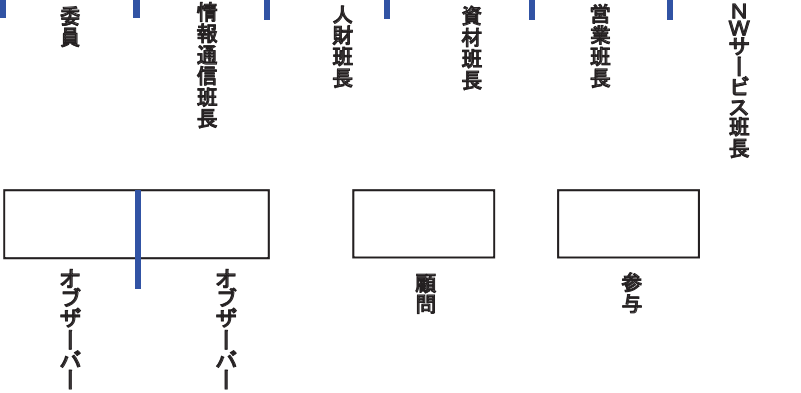 委員
情報通信班長
人財班長
資材班長
営業班長
NWサービス班長
オブザーバー
オブザーバー
顧問
参与